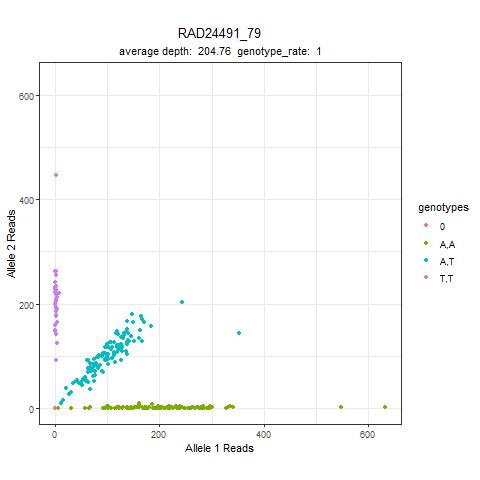 RAD24491_79
average depth: 204.76 genotype_rate: 1
600
400
200
0
Allele 2 Reads
0 200 400 600
Allele 1 Reads
genotypes
0
A,A
A,T
T,T